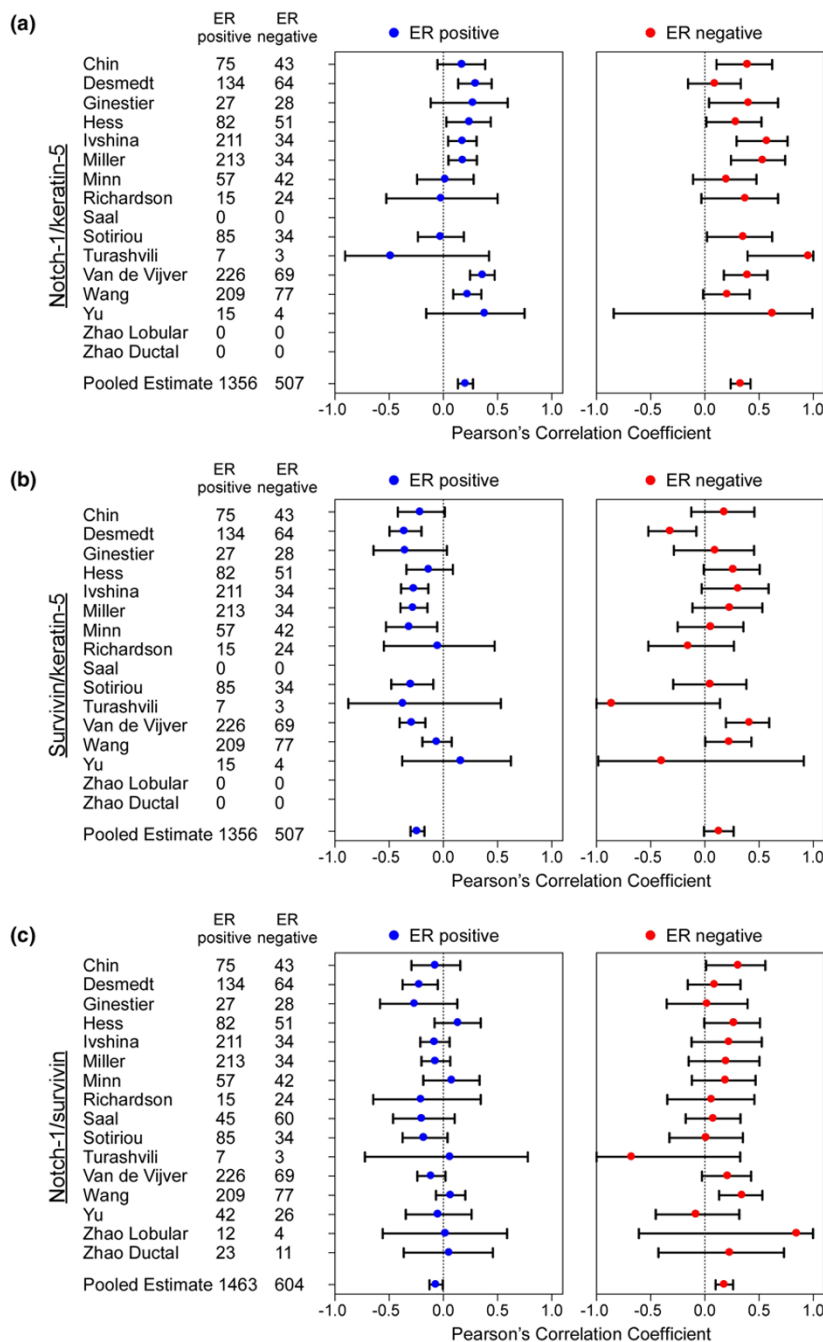 (a)
ER positive ER negative
● ER positive ● ER negative
Notch-1/keratin-5
Chin 75 43
Desmedt 134 64
Ginestier 27 28
Hess 82 51
Ivshina 211 34
Miller 213 34
Minn 57 42
Richardson 15 24
Saal 0 0
Sotiriou 85 34
Turashvili 7 3
Van de Vijver 226 69
Wang 209 77
Yu 15 4
Zhao Lobular 0 0
Zhao Ductal 0 0
Pooled Estimate 1356 507
-1.0 -0.5 0.0 0.5 1.0 -1.0 -0.5 0.0 0.5 1.0
Pearson's Correlation Coefficient Pearson's Correlation Coefficient
(b)
ER positive ER negative
● ER positive ● ER negative
Survivin/keratin-5
Chin 75 43
Desmedt 134 64
Ginestier 27 28
Hess 82 51
Ivshina 211 34
Miller 213 34
Minn 57 42
Richardson 15 24
Saal 0 0
Sotiriou 85 34
Turashvili 7 3
Van de Vijver 226 69
Wang 209 77
Yu 15 4
Zhao Lobular 0 0
Zhao Ductal 0 0
Pooled Estimate 1356 507
-1.0 -0.5 0.0 0.5 1.0 -1.0 -0.5 0.0 0.5 1.0
Pearson's Correlation Coefficient Pearson's Correlation Coefficient
(c)
ER positive ER negative
● ER positive ● ER negative
Notch-1/survivin
Chin 75 43
Desmedt 134 64
Ginestier 27 28
Hess 82 51
Ivshina 211 34
Miller 213 34
Minn 57 42
Richardson 15 24
Saal 45 60
Sotiriou 85 34
Turashvili 7 3
Van de Vijver 226 69
Wang 209 77
Yu 42 26
Zhao Lobular 12 4
Zhao Ductal 23 11
Pooled Estimate 1463 604
-1.0 -0.5 0.0 0.5 1.0 -1.0 -0.5 0.0 0.5 1.0
Pearson's Correlation Coefficient Pearson's Correlation Coefficient